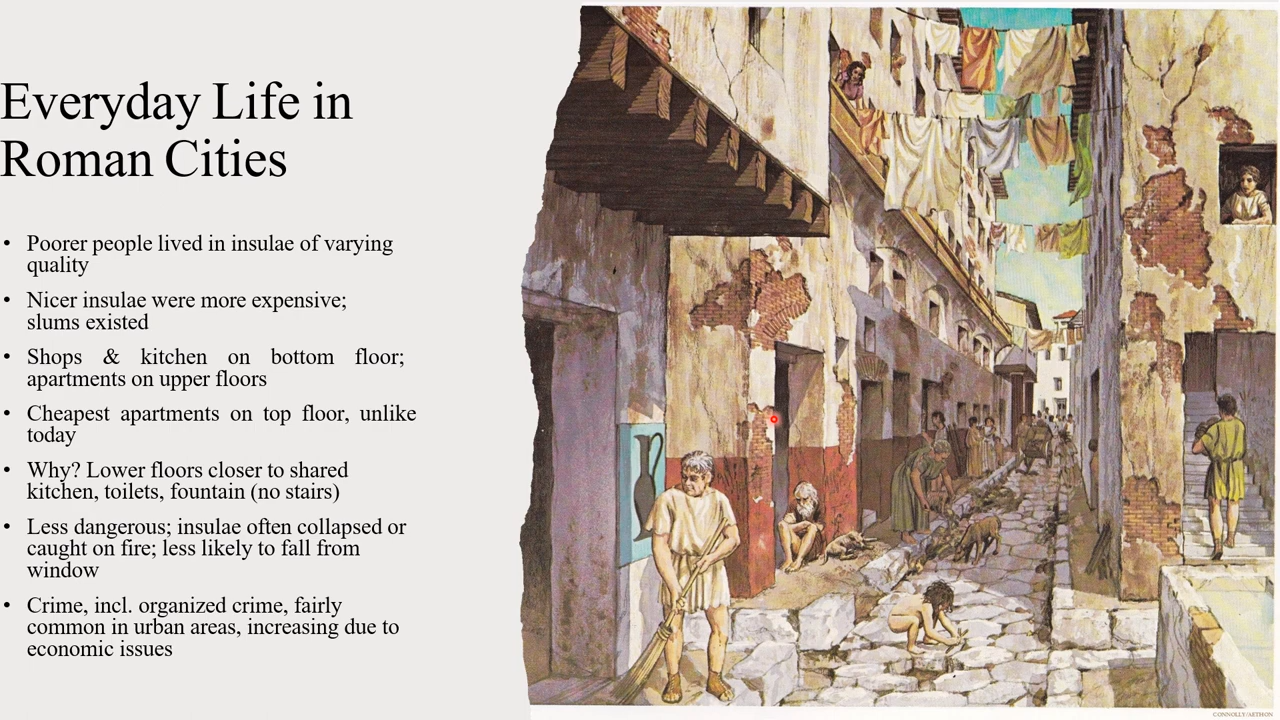 Everyday Life in
Roman Cities
• Poorer people lived in insulae of varying
quality
• Nicer insulae were more expensive;
slums existed
• Shops & kitchen on bottom floor;
apartments on upper floors
• Cheapest apartments on top floor, unlike
today
• Why? Lower floors closer to shared
kitchen, toilets, fountain (no stairs)
• Less dangerous; insulae often collapsed or
caught on fire; less likely to fall from
window
• Crime, incl. organized crime, fairly
common in urban areas, increasing due to
economic issues